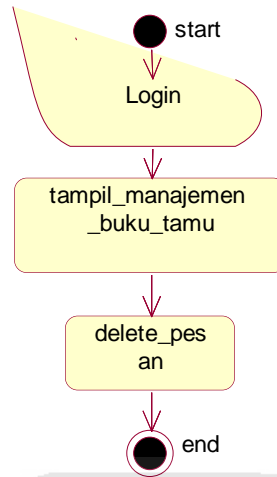 start
Login
tampil_manajemen
_buku_tamu
delete_pes
an
end